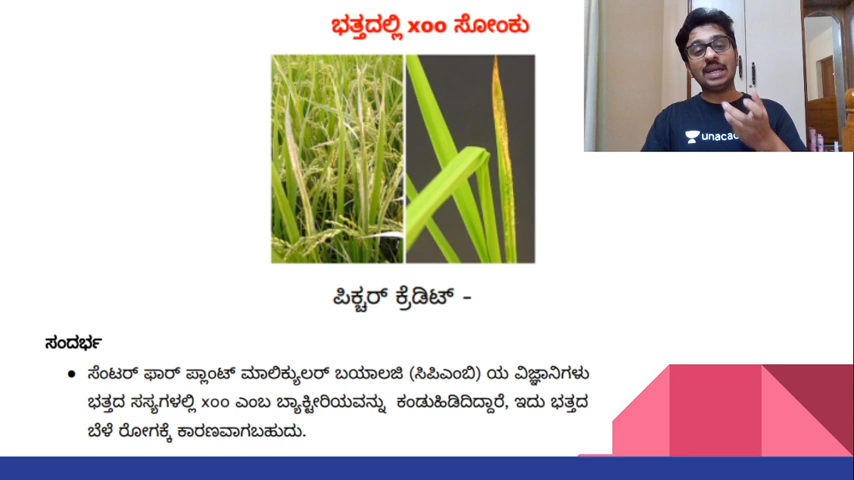 ಭತ್ತದಲ್ಲಿ xoo ಸೋಂಕು
unacad
ಪಿಕ್ಚರ್ ಕ್ರೆಡಿಟ್ -
ಸಂದರ್ಭ
● ಸೆಂಟರ್ ಫಾರ್ ಪ್ಲಾಂಟ್ ಮಾಲಿಕ್ಯುಲರ್ ಬಯಾಲಜಿ (ಸಿಪಿಎಂಬಿ) ಯ ವಿಜ್ಞಾನಿಗಳು
ಭತ್ತದ ಸಸ್ಯಗಳಲ್ಲಿ xoo ಎಂಬ ಬ್ಯಾಕ್ಟೀರಿಯವನ್ನು ಕಂಡುಹಿಡಿದಿದ್ದಾರೆ, ಇದು ಭತ್ತದ
ಬೆಳೆ ರೋಗಕ್ಕೆ ಕಾರಣವಾಗಬಹುದು.